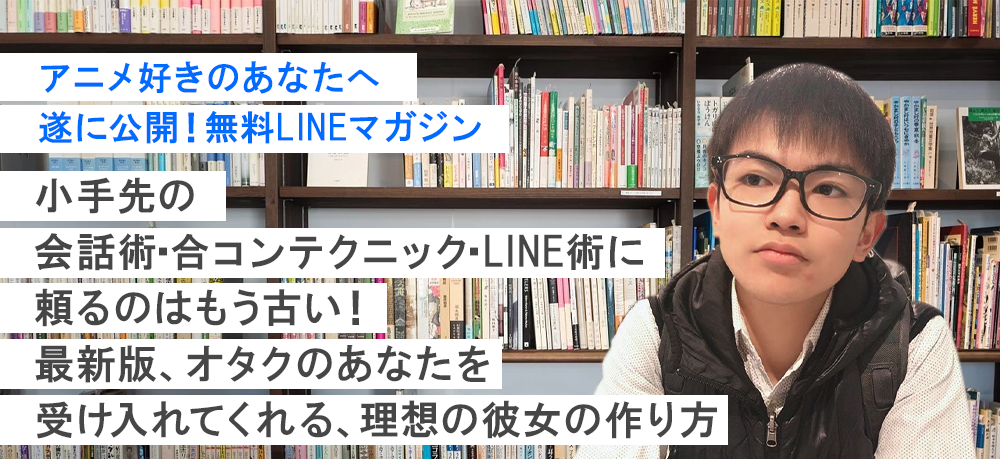 アニメ好きのあなたへ
遂に公開！無料LINEマガジン
小手先の
会話術・合コンテクニック・LINE術に
頼るのはもう古い！
最新版、オタクのあなたを
受け入れてくれる、理想の彼女の作り方